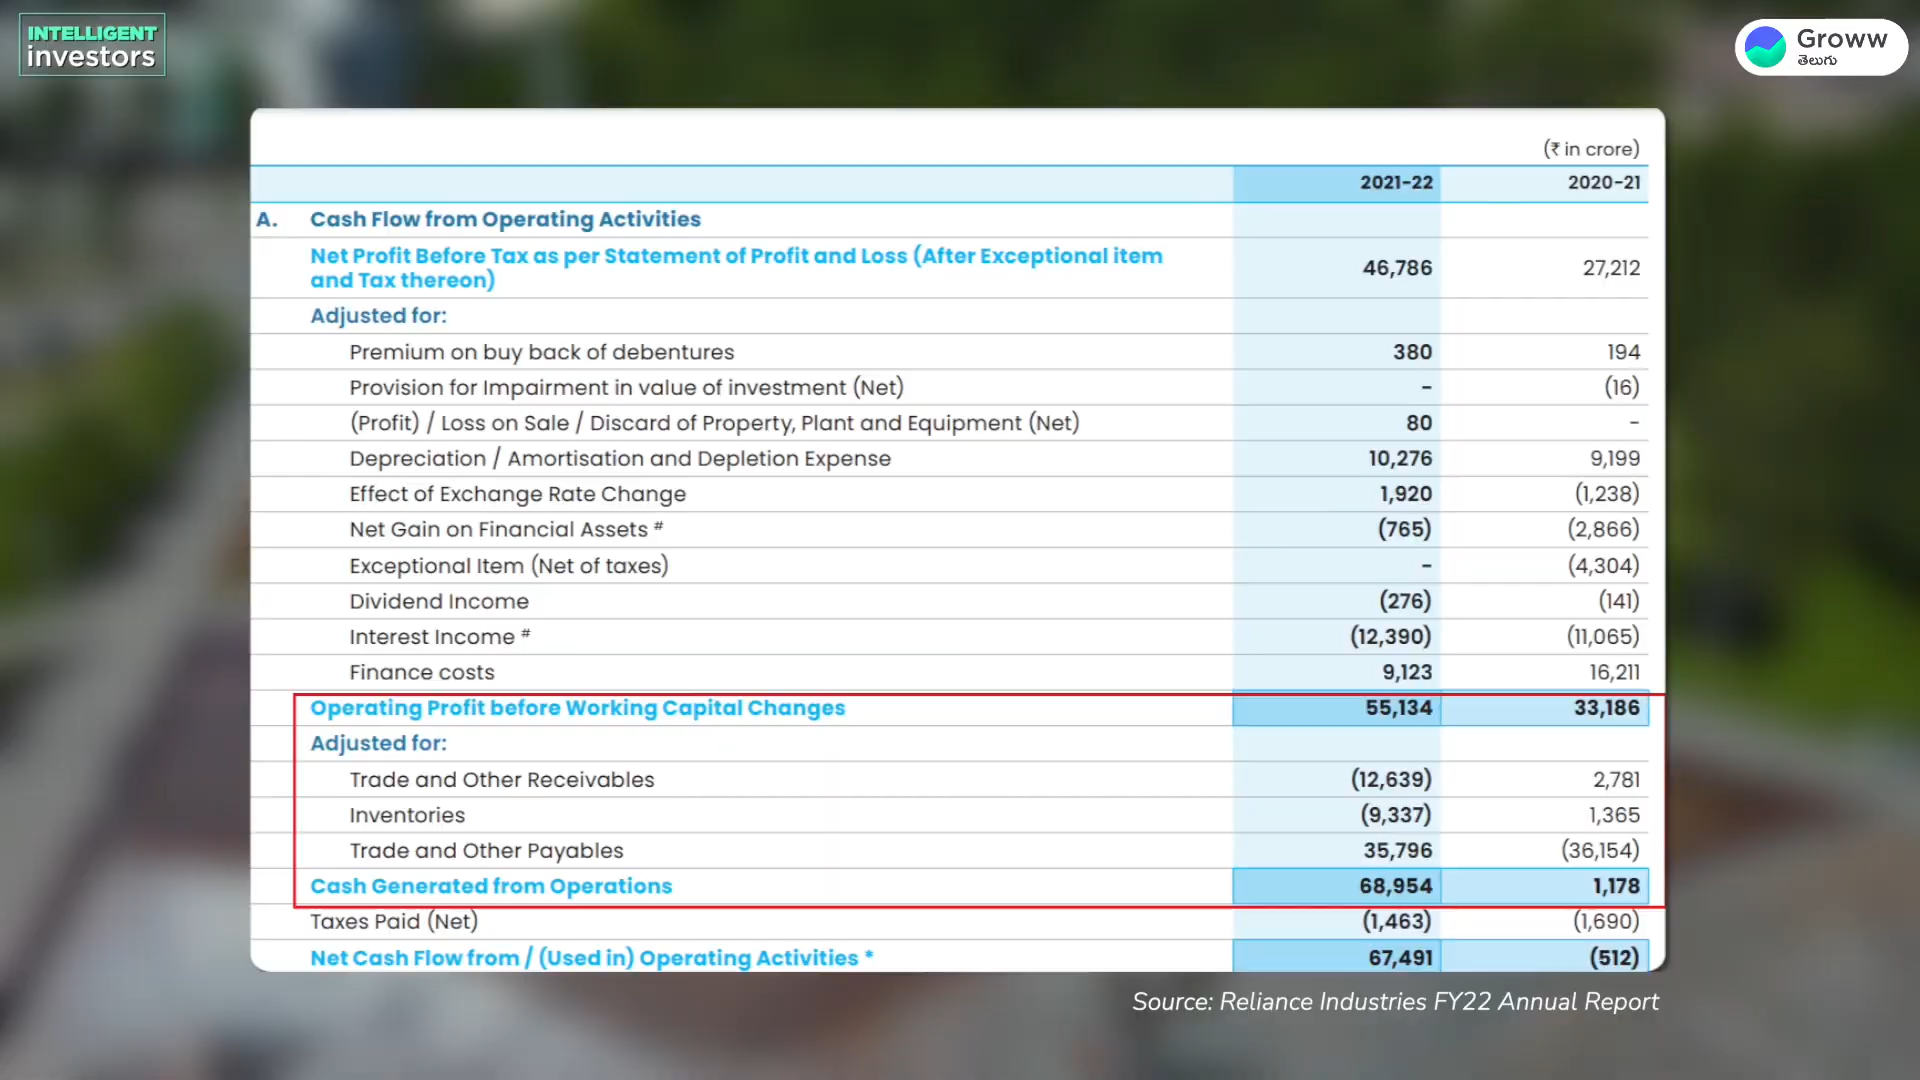 INTELLIGENT
investors
Groww
తెలుగు
(₹ in crore)
2021-22 2020-21
A. Cash Flow from Operating Activities
Net Profit Before Tax as per Statement of Profit and Loss (After Exceptional item
and Tax thereon) 46,786 27,212
Adjusted for:
Premium on buy back of debentures 380 194
Provision for Impairment in value of investment (Net) - (16)
(Profit) / Loss on Sale / Discard of Property, Plant and Equipment (Net) 80 -
Depreciation / Amortisation and Depletion Expense 10,276 9,199
Effect of Exchange Rate Change 1,920 (1,238)
Net Gain on Financial Assets # (765) (2,866)
Exceptional Item (Net of taxes) - (4,304)
Dividend Income (276) (141)
Interest Income # (12,390) (11,065)
Finance costs 9,123 16,211
Operating Profit before Working Capital Changes 55,134 33,186
Adjusted for:
Trade and Other Receivables (12,639) 2,781
Inventories (9,337) 1,365
Trade and Other Payables 35,796 (36,154)
Cash Generated from Operations 68,954 1,178
Taxes Paid (Net) (1,463) (1,690)
Net Cash Flow from / (Used in) Operating Activities * 67,491 (512)
Source: Reliance Industries FY22 Annual Report